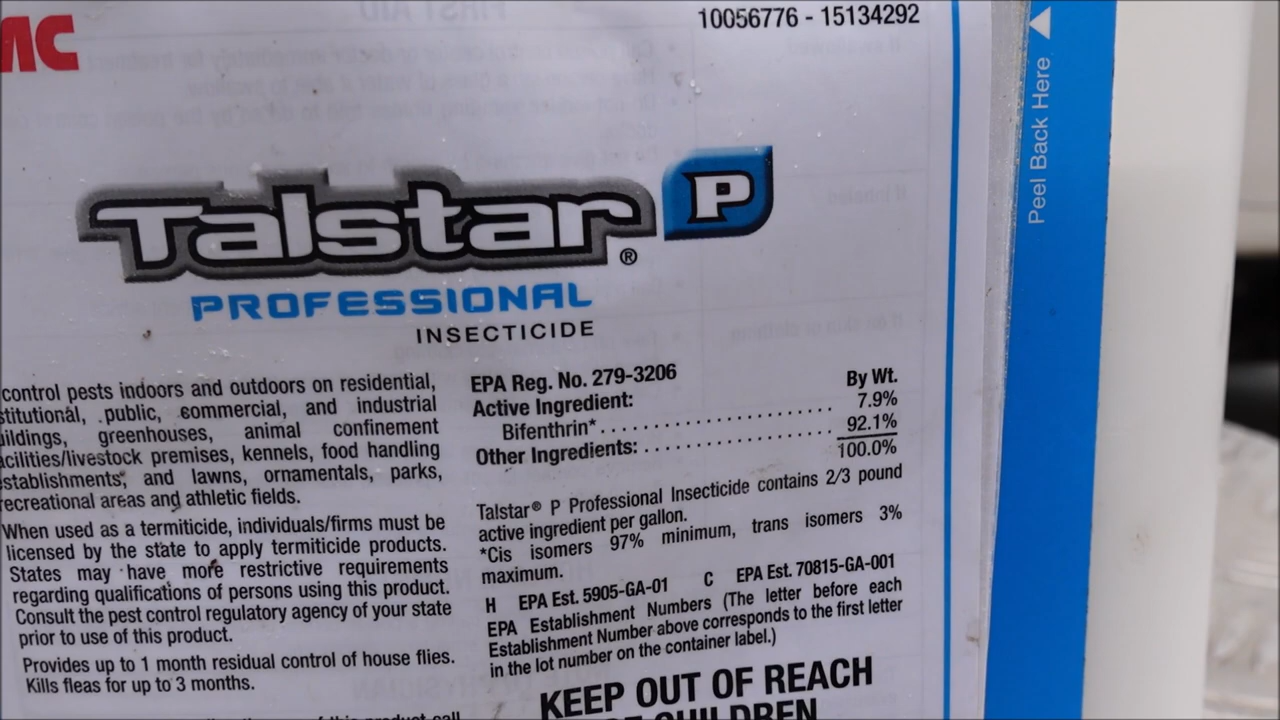 MC
10056776 - 15134292
Peel Back Here
Talstar® P
PROFESSIONAL
INSECTICIDE
control pests indoors and outdoors on residential,
stitutional, public, commercial, and industrial
uildings, greenhouses, animal confinement
acilities/livestock premises, kennels, food handling
stablishments, and lawns, ornamentals, parks,
recreational areas and athletic fields.
When used as a termiticide, individuals/firms must be
licensed by the state to apply termiticide products.
States may have more restrictive requirements
regarding qualifications of persons using this product.
Consult the pest control regulatory agency of your state
prior to use of this product.
Provides up to 1 month residual control of house flies.
Kills fleas for up to 3 months.
EPA Reg. No. 279-3206
Active Ingredient: By Wt.
Bifenthrin*. . . . . . . . . . . . . . . . . . . . . . . . . . 7.9%
Other Ingredients: . . . . . . . . . . . . . . . . . . . . . 92.1%
100.0%
Talstar® P Professional Insecticide contains 2/3 pound
active ingredient per gallon.
*Cis isomers 97% minimum, trans isomers 3%
maximum.
H EPA Est. 5905-GA-01 C EPA Est. 70815-GA-001
EPA Establishment Numbers (The letter before each
Establishment Number above corresponds to the first letter
in the lot number on the container label.)
KEEP OUT OF REACH
CHILDREN